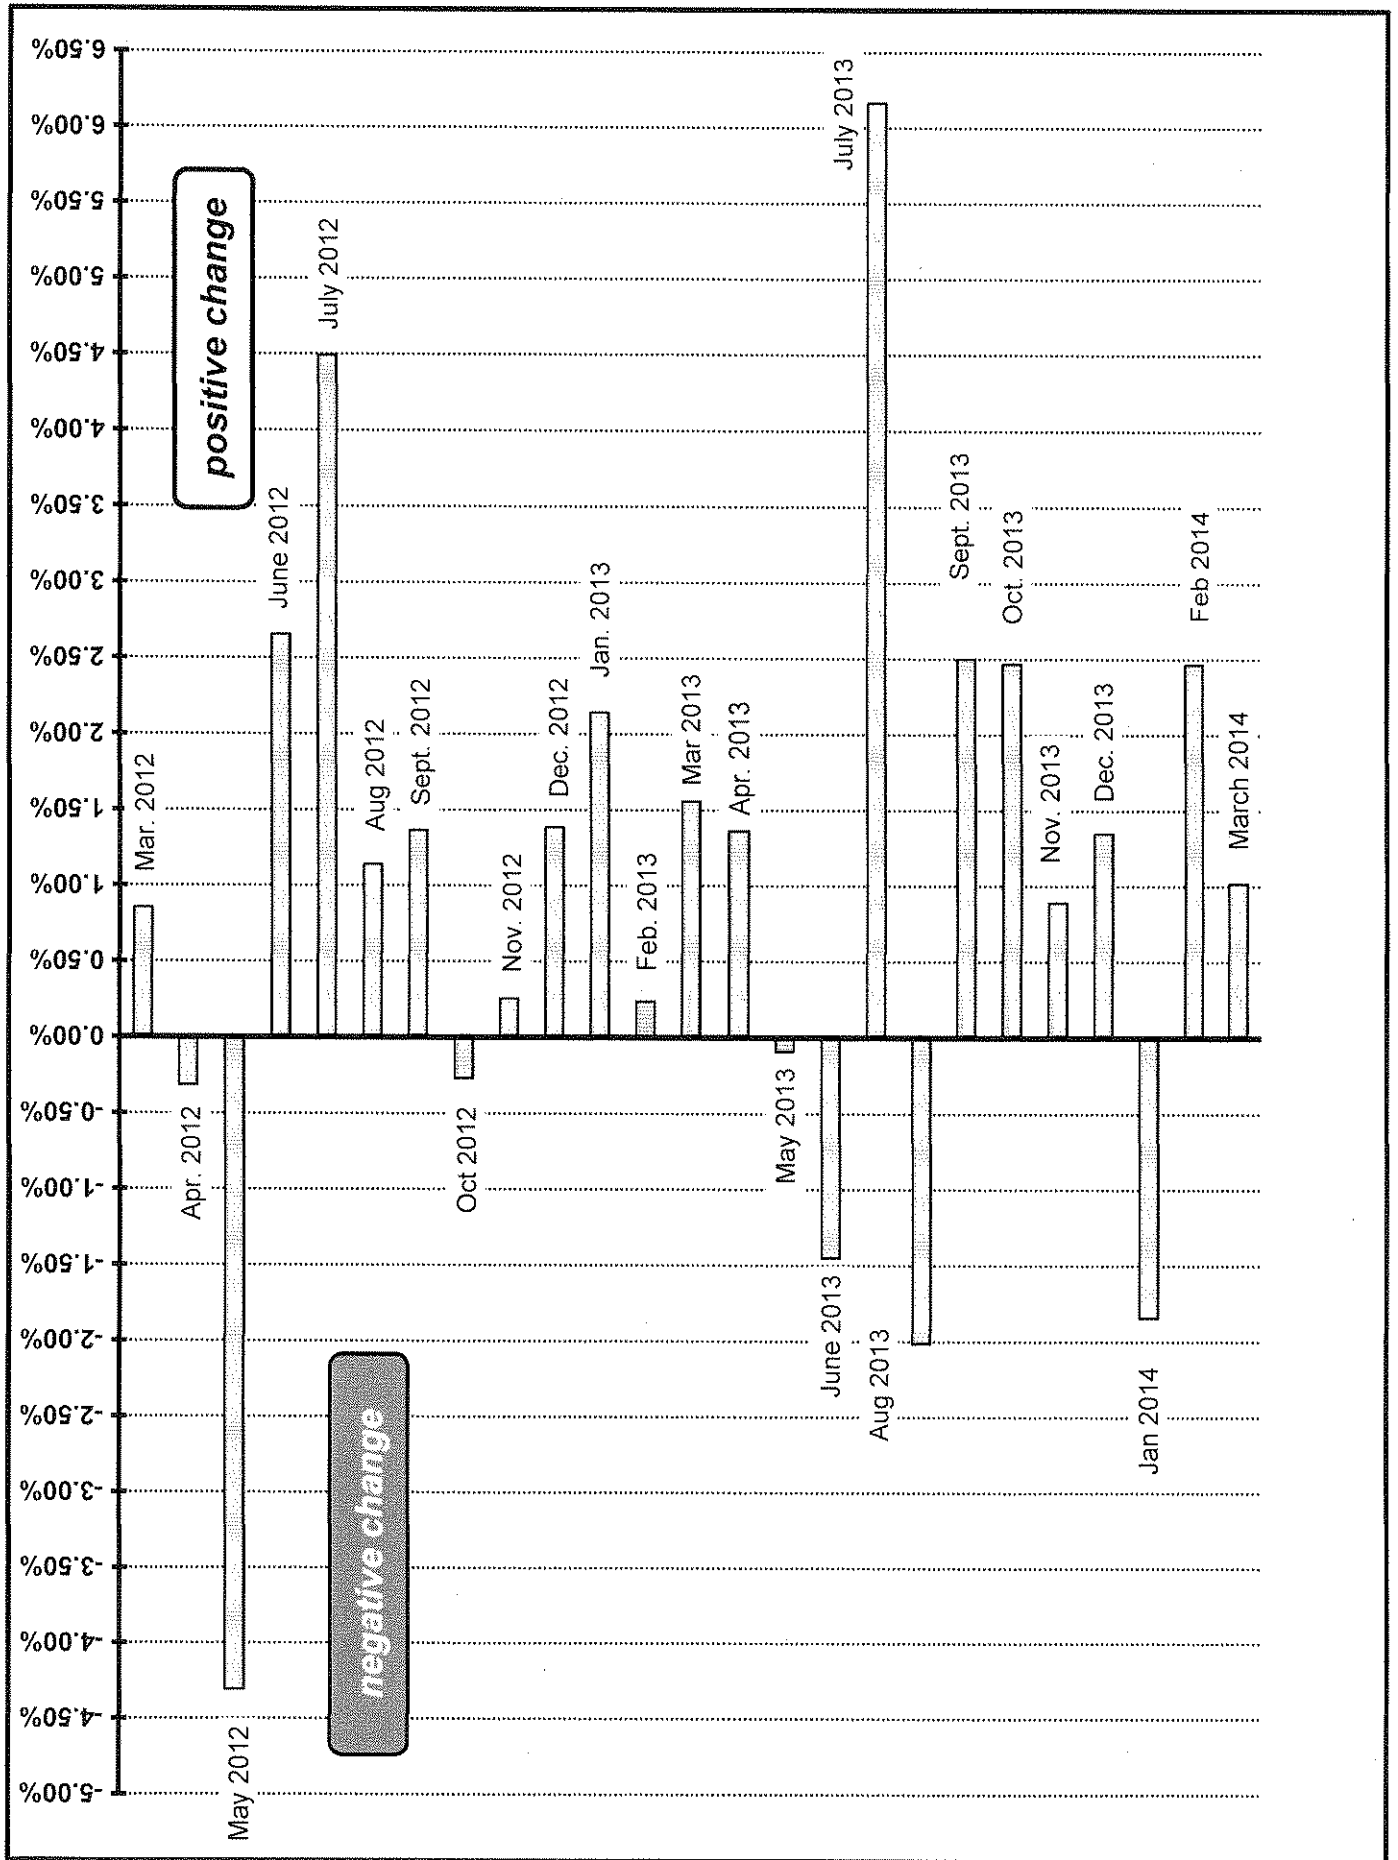 6.50%
6.00%
5.50%
5.00%
4.50%
4.00%
3.50%
3.00%
2.50%
2.00%
1.50%
1.00%
0.50%
0.00%
-0.50%
-1.00%
-1.50%
-2.00%
-2.50%
-3.00%
-3.50%
-4.00%
-4.50%
-5.00%
positive change
negative change
Mar. 2012
Apr. 2012
May 2012
June 2012
July 2012
Aug 2012
Sept. 2012
Oct 2012
Nov. 2012
Dec. 2012
Jan. 2013
Feb. 2013
Mar 2013
Apr. 2013
May 2013
June 2013
July 2013
Aug 2013
Sept. 2013
Oct. 2013
Nov. 2013
Dec. 2013
Jan 2014
Feb 2014
March 2014